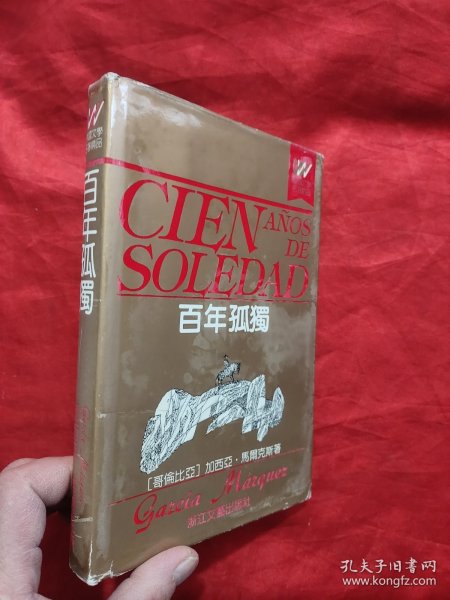 百年孤獨
W
CIEN AÑOS
DE
SOLEDAD
百年孤獨
[哥倫比亞] 加西亞·馬爾克斯著
García Márquez
浙江文藝出版社
孔夫子旧书网
www.kongfz.com